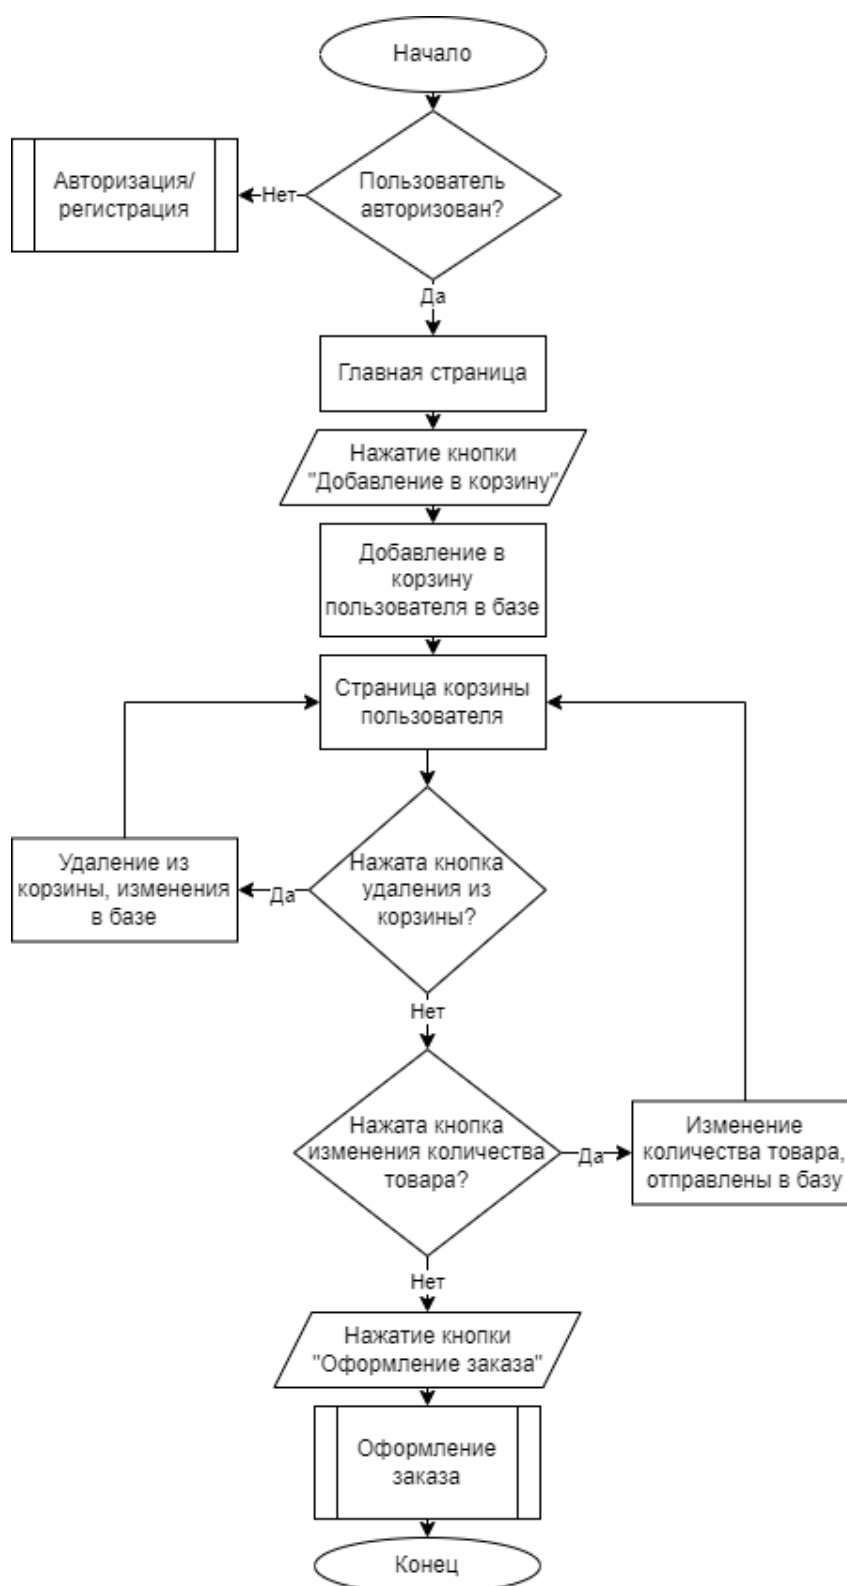 Начало
Пользователь
авторизован?
Нет
Авторизация/
регистрация
Да
Главная страница
Нажатие кнопки
"Добавление в корзину"
Добавление в
корзину
пользователя в базе
Страница корзины
пользователя
Нажата кнопка
удаления из
корзины?
Да
Удаление из
корзины, изменения
в базе
Нет
Нажата кнопка
изменения количества
товара?
Да
Изменение
количества товара,
отправлены в базу
Нет
Нажатие кнопки
"Оформление заказа"
Оформление
заказа
Конец